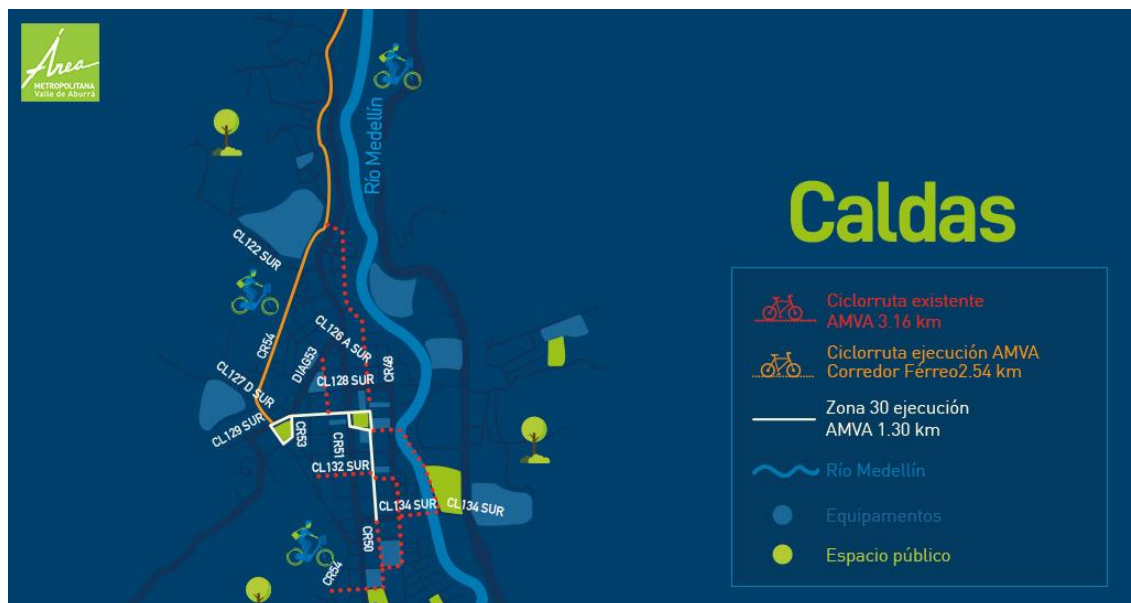 Área
METROPOLITANA
Valle de Aburrá
Río Medellín
CL122 SUR
CR54
CL126 A SUR
DIAG53
CR48
CL127 D SUR
CL128 SUR
CL129 SUR
CR53
CR51
CL132 SUR
CL134 SUR
CL134 SUR
CR50
CR54
Caldas
Ciclorruta existente
AMVA 3.16 km
Ciclorruta ejecución AMVA
Corredor Férreo2.54 km
Zona 30 ejecución
AMVA 1.30 km
Río Medellín
Equipamentos
Espacio público